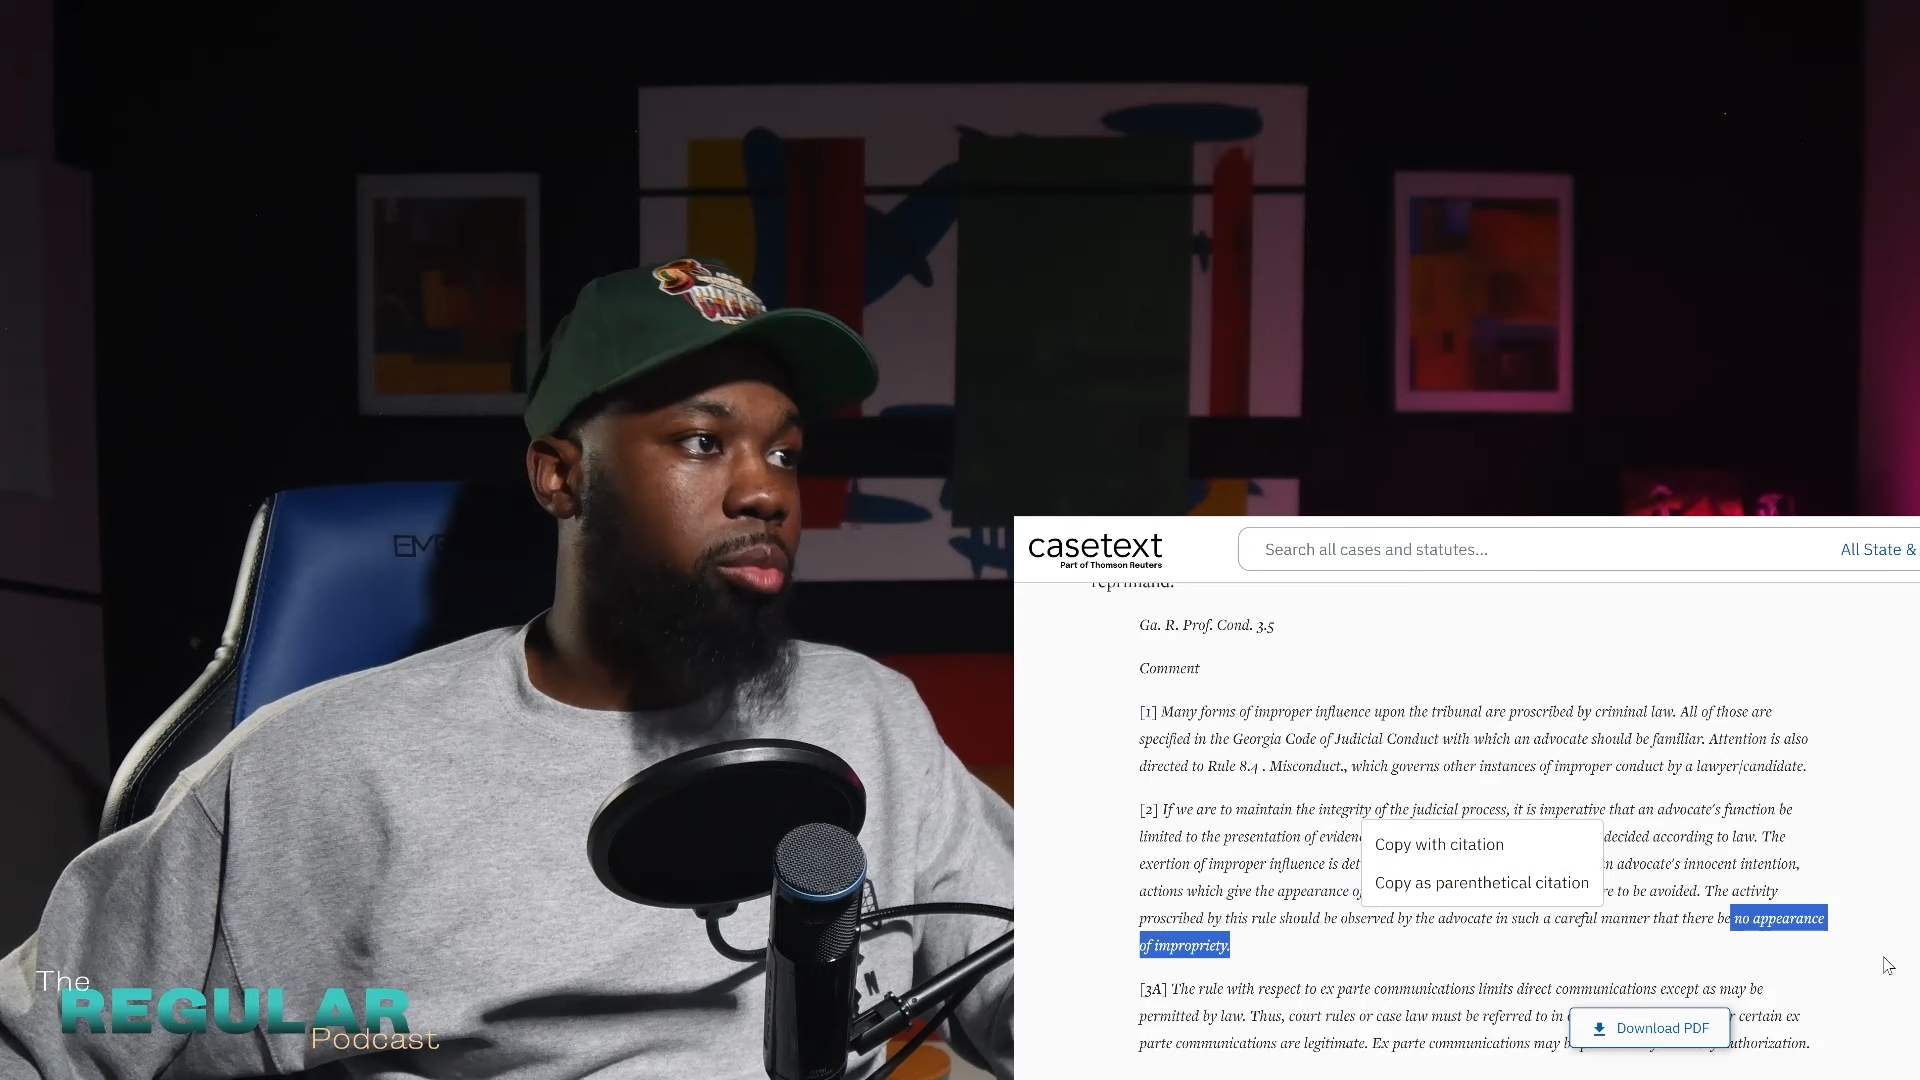 EM
casetext
Part of Thomson Reuters
Search all cases and statutes...
All State &
reprimand.
Ga. R. Prof. Cond. 3.5
Comment
[1] Many forms of improper influence upon the tribunal are proscribed by criminal law. All of those are
specified in the Georgia Code of Judicial Conduct with which an advocate should be familiar. Attention is also
directed to Rule 8.4 . Misconduct., which governs other instances of improper conduct by a lawyer/candidate.
[2] If we are to maintain the integrity of the judicial process, it is imperative that an advocate's function be
limited to the presentation of eviden decided according to law. The
Copy with citation
exertion of improper influence is det n advocate's innocent intention,
Copy as parenthetical citation
actions which give the appearance of re to be avoided. The activity
proscribed by this rule should be observed by the advocate in such a careful manner that there be no appearance
of impropriety.
[3A] The rule with respect to ex parte communications limits direct communications except as may be
permitted by law. Thus, court rules or case law must be referred to in certain ex
Download PDF
parte communications are legitimate. Ex parte communications may uthorization.
The
REGULAR
Podcast